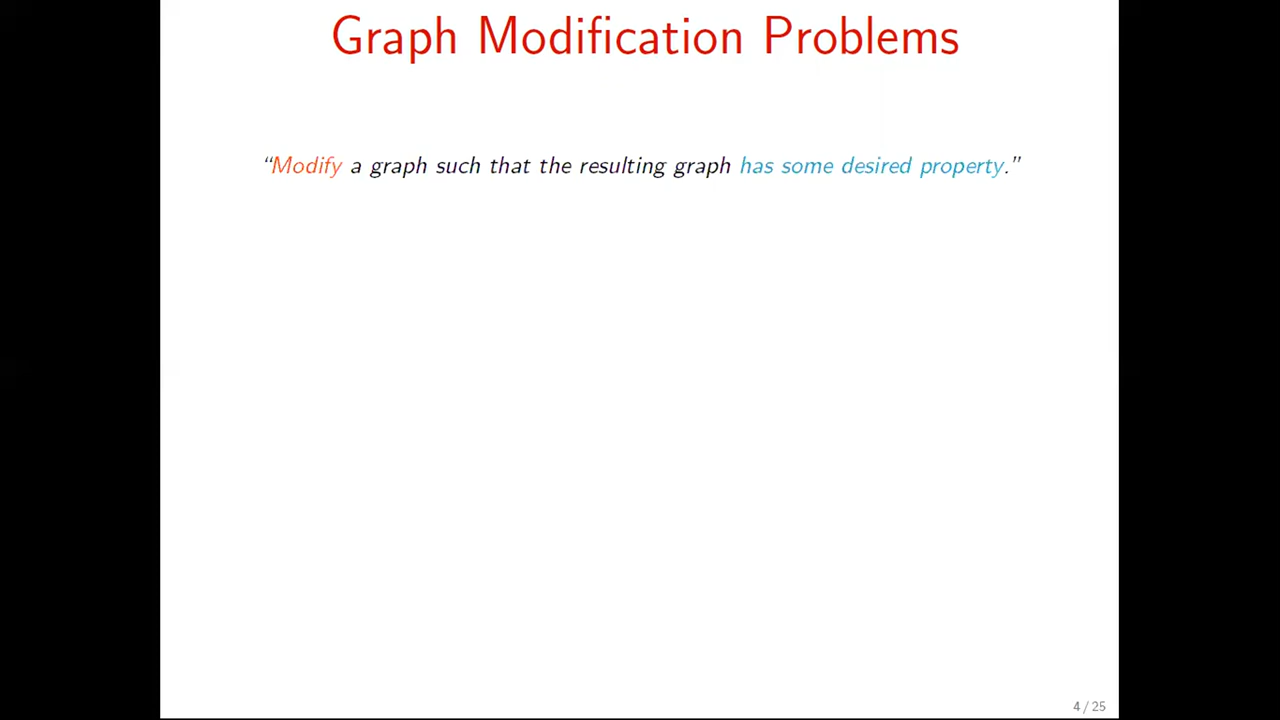 Graph Modification Problems
“Modify a graph such that the resulting graph has some desired property.”
4 / 25